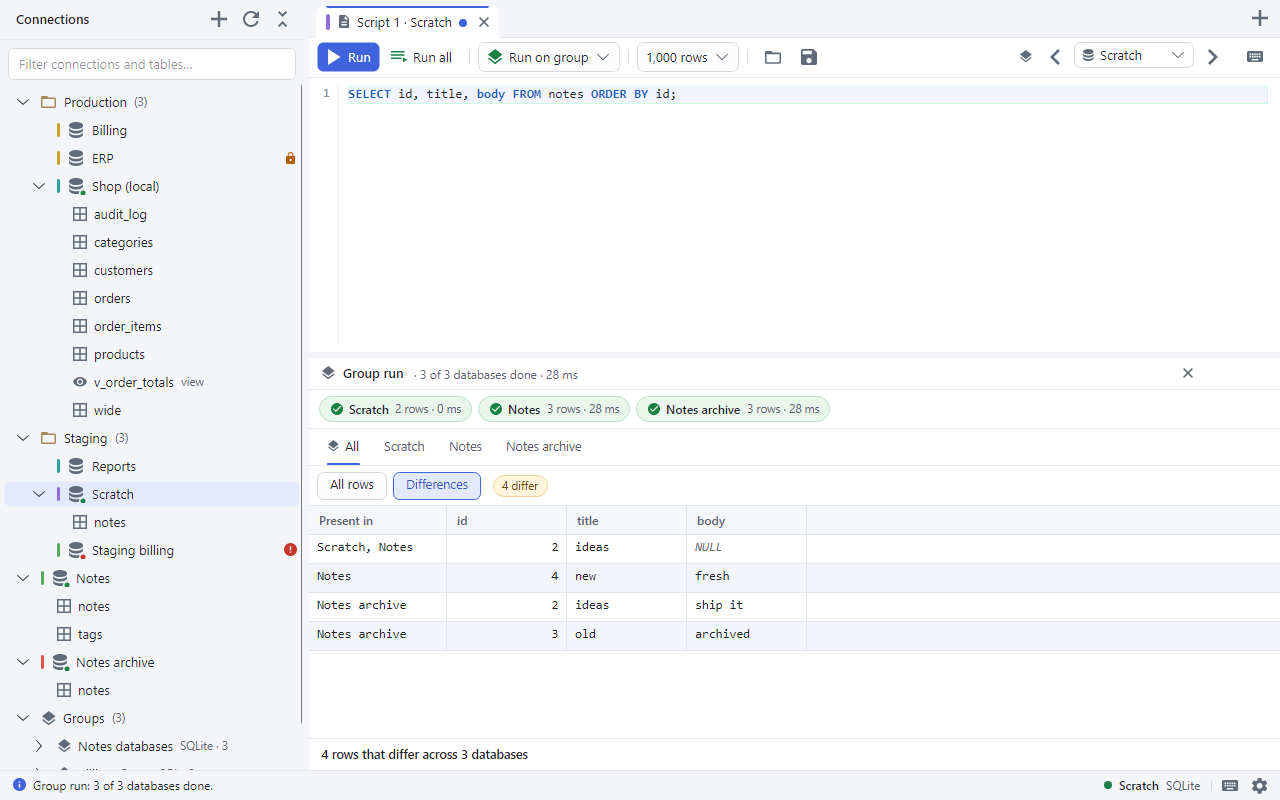 Connections
Filter connections and tables...
Production (3)
Billing
ERP
Shop (local)
audit_log
categories
customers
orders
order_items
products
v_order_totals view
wide
Staging (3)
Reports
Scratch
notes
Staging billing
Notes
notes
tags
Notes archive
notes
Groups (3)
Notes databases SQLite · 3
Script 1 · Scratch
Run
Run all
Run on group
1,000 rows
Scratch
1 SELECT id, title, body FROM notes ORDER BY id;
Group run · 3 of 3 databases done · 28 ms
Scratch 2 rows · 0 ms
Notes 3 rows · 28 ms
Notes archive 3 rows · 28 ms
All Scratch Notes Notes archive
All rows Differences 4 differ
Present in id title body
Scratch, Notes 2 ideas NULL
Notes 4 new fresh
Notes archive 2 ideas ship it
Notes archive 3 old archived
4 rows that differ across 3 databases
Group run: 3 of 3 databases done.
Scratch SQLite